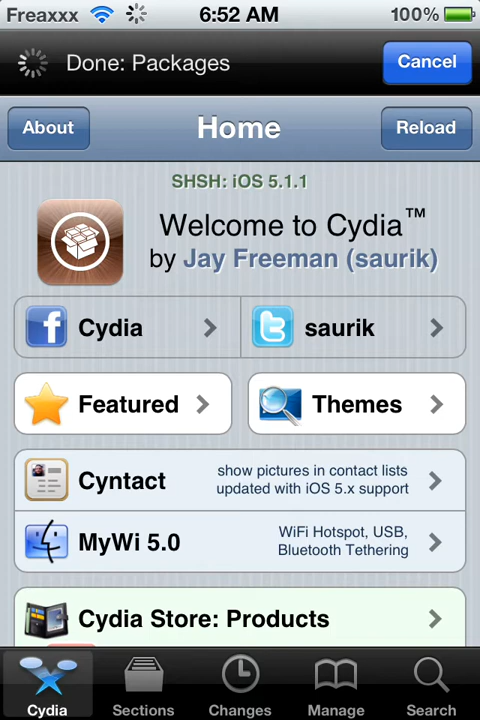 Freaxxx 6:52 AM 100%
Done: Packages Cancel
About Home Reload
SHSH: iOS 5.1.1
Welcome to Cydia™
by Jay Freeman (saurik)
Cydia saurik
Featured Themes
Cyntact
show pictures in contact lists
updated with iOS 5.x support
MyWi 5.0
WiFi Hotspot, USB,
Bluetooth Tethering
Cydia Store: Products
Cydia Sections Changes Manage Search